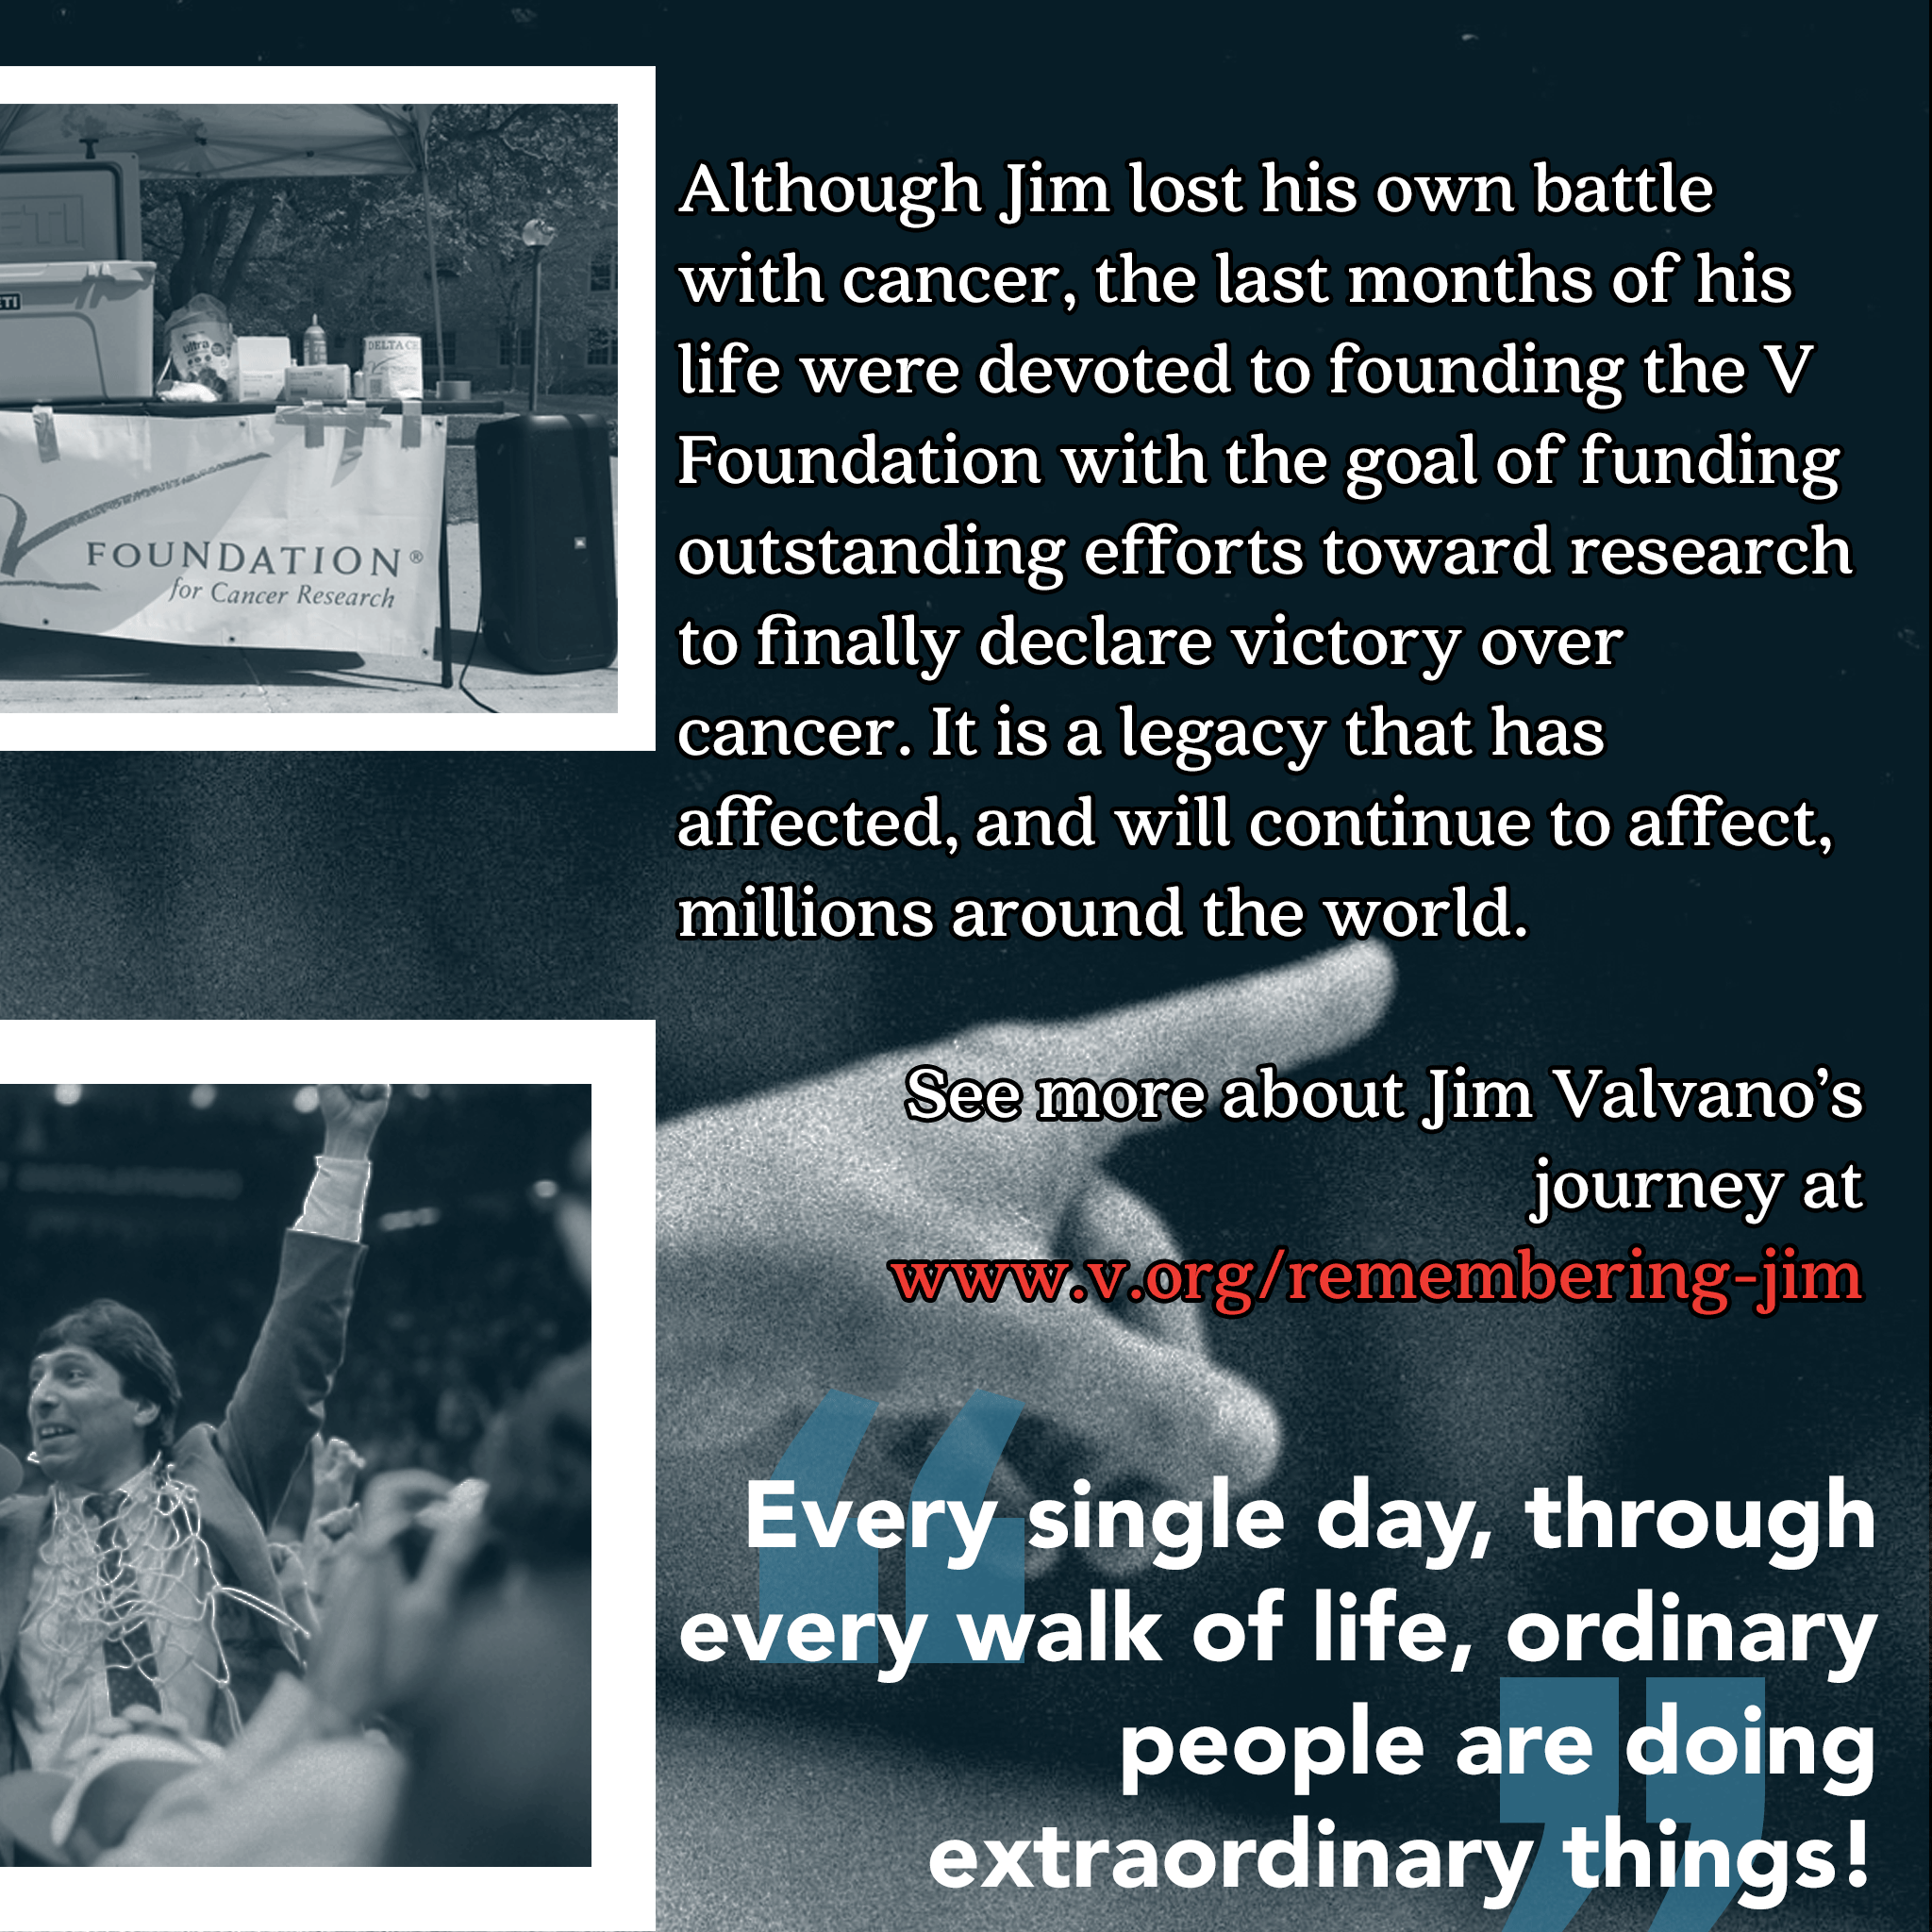 Although Jim lost his own battle
with cancer, the last months of his
life were devoted to founding the V
Foundation with the goal of funding
outstanding efforts toward research
to finally declare victory over
cancer. It is a legacy that has
affected, and will continue to affect,
millions around the world.
ultra
DELTA
V
FOUNDATION®
for Cancer Research
See more about Jim Valvano’s
journey at
www.v.org/remembering-jim
“
Every single day, through
every walk of life, ordinary
people are doing
extraordinary things!
”